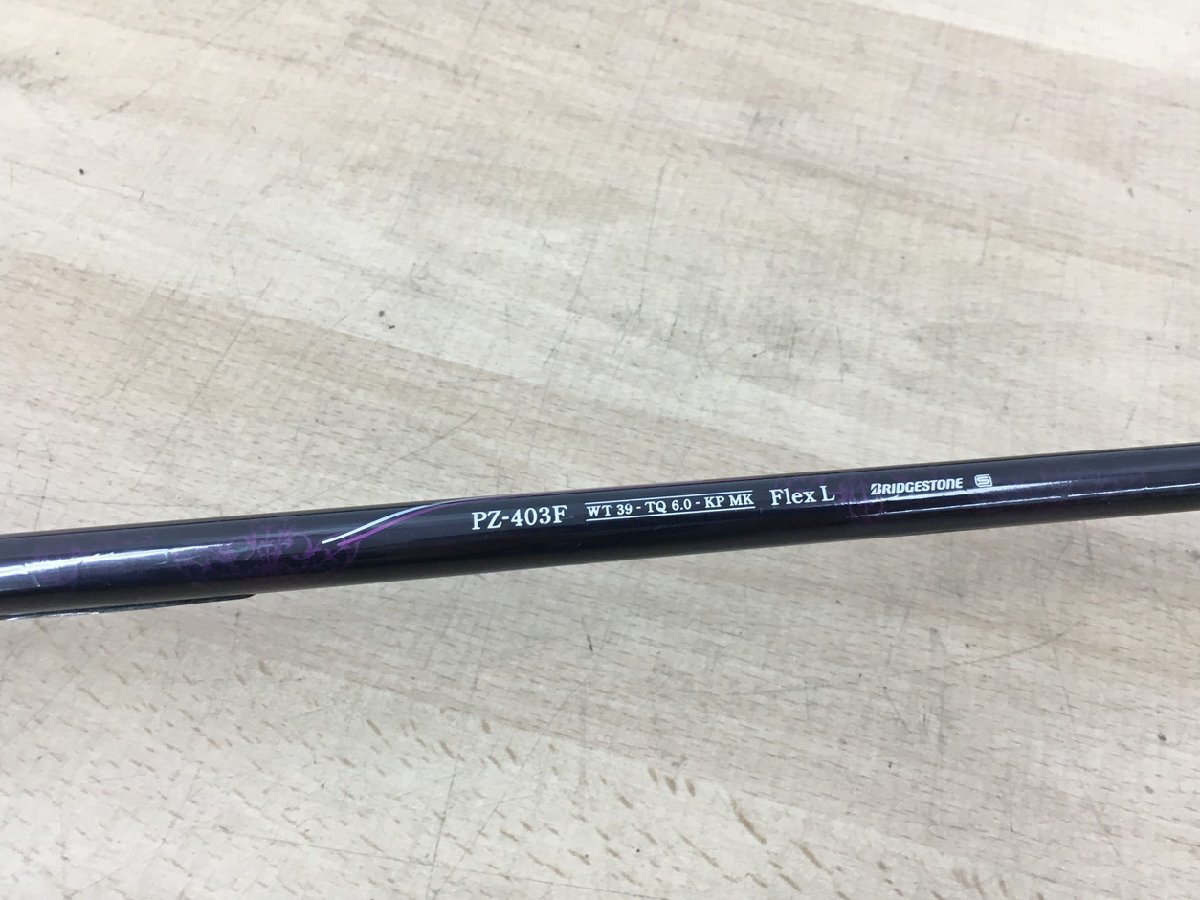 PZ-403F WT 39 - TQ 6.0 - KP MK Flex L BRIDGESTONE S